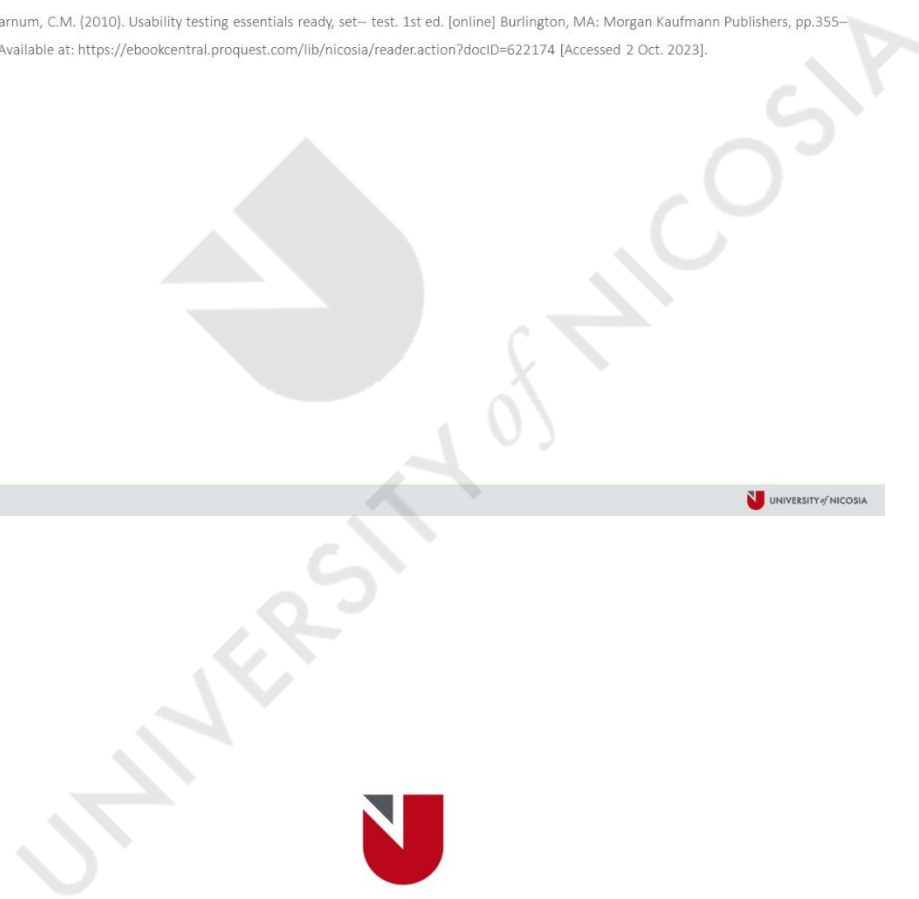 arnum, C.M. (2010). Usability testing essentials ready, set-- test. 1st ed. [online] Burlington, MA: Morgan Kaufmann Publishers, pp.355–
Available at: https://ebookcentral.proquest.com/lib/nicosia/reader.action?docID=622174 [Accessed 2 Oct. 2023].
UNIVERSITY of NICOSIA
UNIVERSITY of NICOSIA